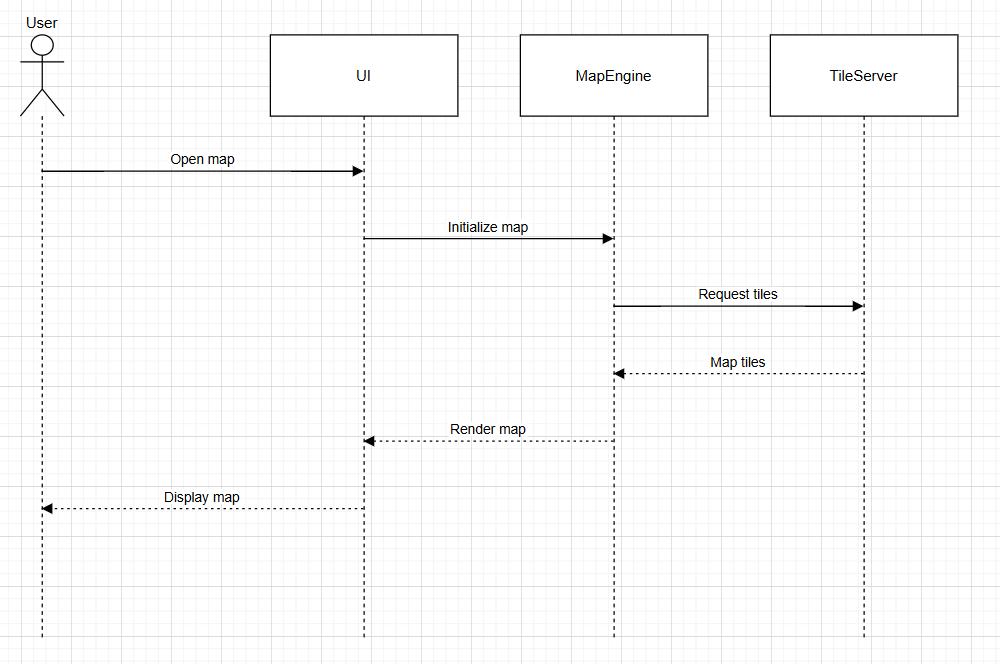 User
UI
MapEngine
TileServer
Open map
Initialize map
Request tiles
Map tiles
Render map
Display map